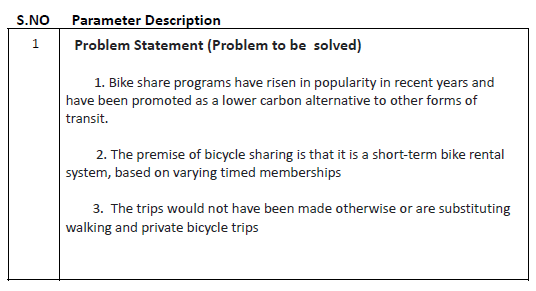 S.NO Parameter Description
1 Problem Statement (Problem to be solved)
1. Bike share programs have risen in popularity in recent years and
have been promoted as a lower carbon alternative to other forms of
transit.
2. The premise of bicycle sharing is that it is a short-term bike rental
system, based on varying timed memberships
3. The trips would not have been made otherwise or are substituting
walking and private bicycle trips